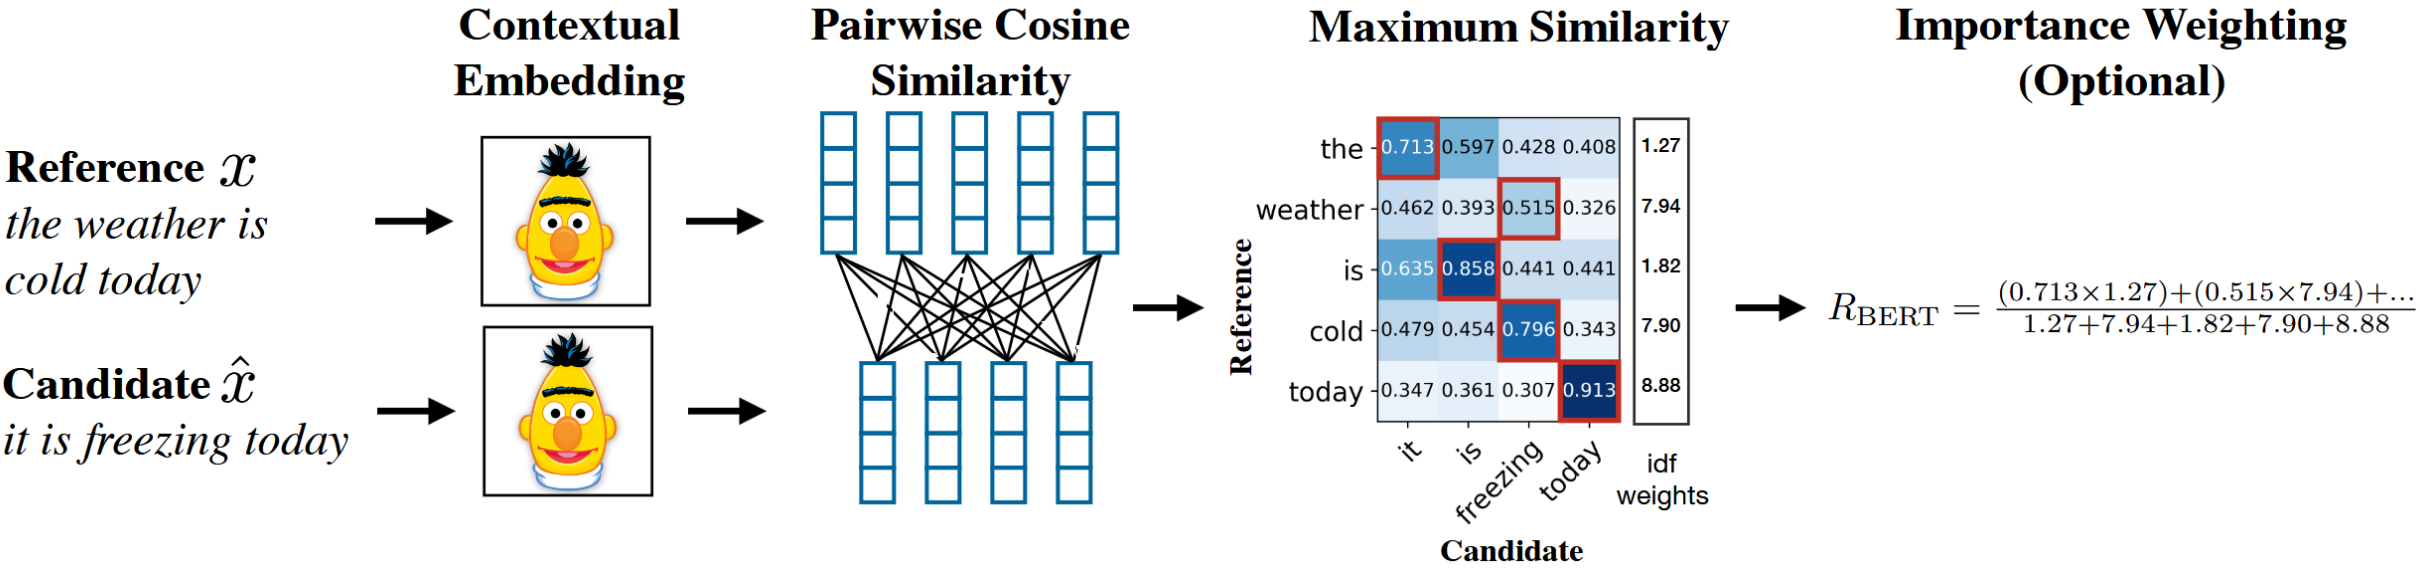 Contextual
Embedding
Pairwise Cosine
Similarity
Maximum Similarity
Importance Weighting
(Optional)
Reference x
the weather is
cold today
Candidate x̂
it is freezing today
Reference
the 0.713 0.597 0.428 0.408 1.27
weather 0.462 0.393 0.515 0.326 7.94
is 0.635 0.858 0.441 0.441 1.82
cold 0.479 0.454 0.796 0.343 7.90
today 0.347 0.361 0.307 0.913 8.88
it is freezing today
idf
weights
Candidate
R_BERT = (0.713×1.27)+(0.515×7.94)+...
1.27+7.94+1.82+7.90+8.88